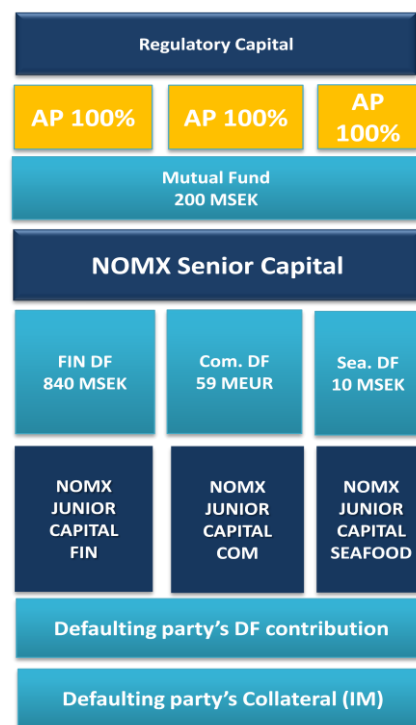 Regulatory Capital
AP 100%
AP 100%
AP
100%
Mutual Fund
200 MSEK
NOMX Senior Capital
FIN DF
840 MSEK
Com. DF
59 MEUR
Sea. DF
10 MSEK
NOMX
JUNIOR
CAPITAL
FIN
NOMX
JUNIOR
CAPITAL
COM
NOMX
JUNIOR
CAPITAL
SEAFOOD
Defaulting party's DF contribution
Defaulting party's Collateral (IM)